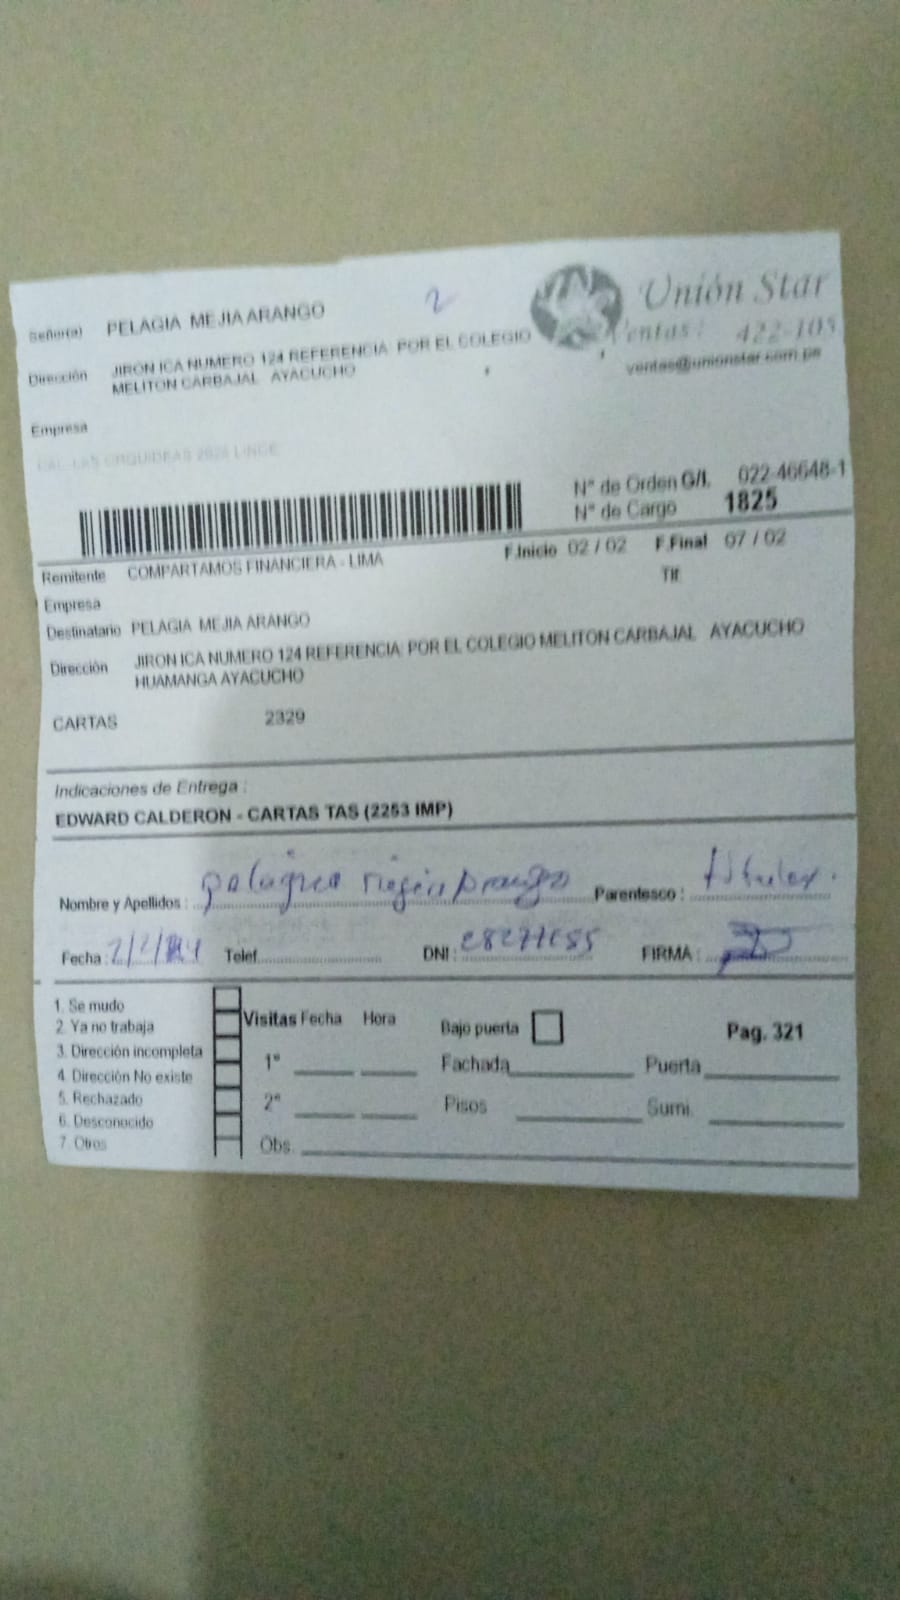 Señor(a) PELAGIA MEJIA ARANGO 2
Unión Star
Ventas: 422-105
Dirección JIRON ICA NUMERO 124 REFERENCIA POR EL COLEGIO
MELITON CARBAJAL AYACUCHO
ventas@unionstar.com.pe
Empresa
CAL. LAS ORQUIDEAS LINCE
N° de Orden G/I. 022-46648-1
N° de Cargo 1825
F.Inicio 02 / 02 F.Final 07 / 02
Remitente COMPARTAMOS FINANCIERA - LIMA
Tlf.
Empresa
Destinatario PELAGIA MEJIA ARANGO
Dirección JIRON ICA NUMERO 124 REFERENCIA POR EL COLEGIO MELITON CARBAJAL AYACUCHO
HUAMANGA AYACUCHO
CARTAS 2329
Indicaciones de Entrega :
EDWARD CALDERON - CARTAS TAS (2253 IMP)
Nombre y Apellidos : Parentesco : titular.
Fecha : Telef. DNI : FIRMA :
1. Se mudo
2. Ya no trabaja
3. Dirección incompleta
4. Dirección No existe
5. Rechazado
6. Desconocido
7. Otros
Visitas Fecha Hora
1°
2°
Obs.
Bajo puerta
Pag. 321
Fachada Puerta
Pisos Sumi.